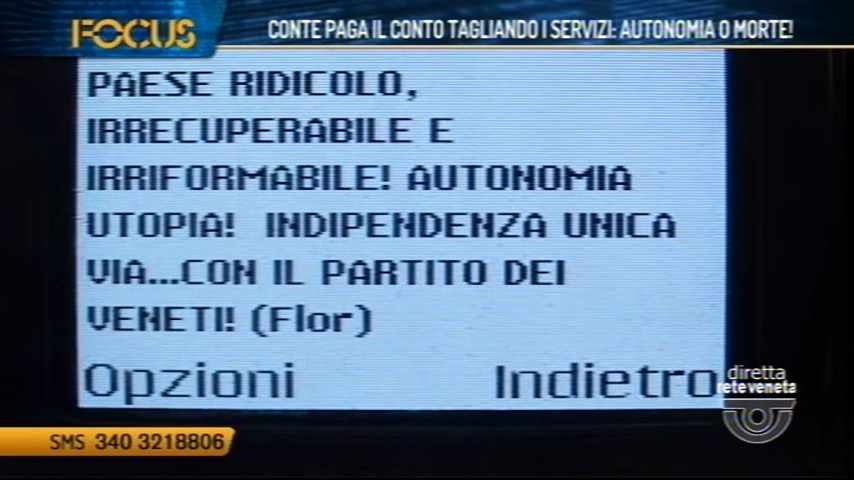 FOCUS
CONTE PAGA IL CONTO TAGLIANDO I SERVIZI: AUTONOMIA O MORTE!
PAESE RIDICOLO,
IRRECUPERABILE E
IRRIFORMABILE! AUTONOMIA
UTOPIA! INDIPENDENZA UNICA
VIA...CON IL PARTITO DEI
VENETI! (Flor)
Opzioni Indietro
diretta
reteveneta
SMS 340 3218806